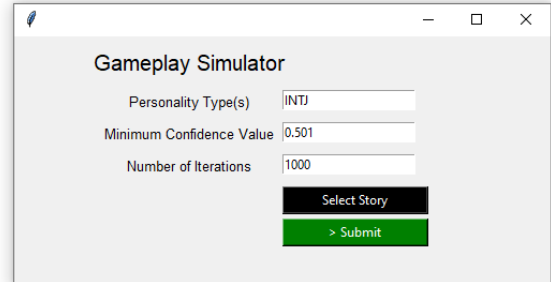 Gameplay Simulator
Personality Type(s) INTJ
Minimum Confidence Value 0.501
Number of Iterations 1000
Select Story
> Submit